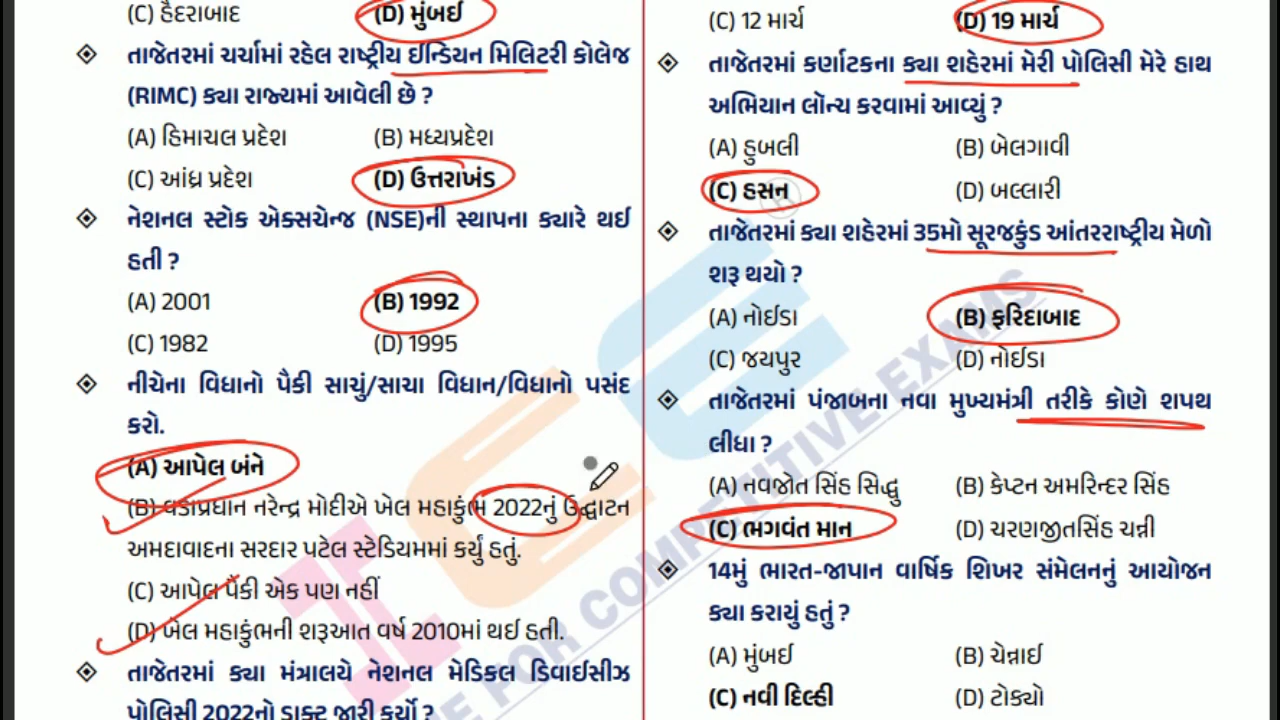 (C) હૈદરાબાદ
(D) મુંબઈ
તાજેતરમાં ચર્ચામાં રહેલ રાષ્ટ્રીય ઈન્ડિયન મિલિટરી કોલેજ
(RIMC) ક્યા રાજ્યમાં આવેલી છે ?
(A) હિમાચલ પ્રદેશ
(B) મધ્યપ્રદેશ
(C) આંધ્ર પ્રદેશ
(D) ઉત્તરાખંડ
નેશનલ સ્ટોક એક્સચેન્જ (NSE)ની સ્થાપના ક્યારે થઈ
હતી ?
(A) 2001
(B) 1992
(C) 1982
(D) 1995
નીચેના વિધાનો પૈકી સાચું/સાચા વિધાન/વિધાનો પસંદ
કરો.
(A) આપેલ બંને
(B) વડાપ્રધાન નરેન્દ્ર મોદીએ ખેલ મહાકુંભ 2022નું ઉદ્ઘાટન
અમદાવાદના સરદાર પટેલ સ્ટેડિયમમાં કર્યું હતું.
(C) આપેલ પૈકી એક પણ નહીં
(D) ખેલ મહાકુંભની શરૂઆત વર્ષ 2010માં થઈ હતી.
તાજેતરમાં ક્યા મંત્રાલયે નેશનલ મેડિકલ ડિવાઈસીઝ
પોલિસી 2022નો ડ્રાફ્ટ જારી કર્યો ?
(C) 12 માર્ચ
(D) 19 માર્ચ
તાજેતરમાં કર્ણાટકના ક્યા શહેરમાં મેરી પોલિસી મેરે હાથ
અભિયાન લૉન્ચ કરવામાં આવ્યું ?
(A) હુબલી
(B) બેલગાવી
(C) હસન
(D) બલ્લારી
તાજેતરમાં ક્યા શહેરમાં 35મો સૂરજકુંડ આંતરરાષ્ટ્રીય મેળો
શરૂ થયો ?
(A) નોઈડા
(B) ફરિદાબાદ
(C) જયપુર
(D) નોઈડા
તાજેતરમાં પંજાબના નવા મુખ્યમંત્રી તરીકે કોણે શપથ
લીધા ?
(A) નવજોત સિંહ સિદ્ધુ
(B) કેપ્ટન અમરિન્દર સિંહ
(C) ભગવંત માન
(D) ચરણજીતસિંહ ચન્ની
14મું ભારત-જાપાન વાર્ષિક શિખર સંમેલનનું આયોજન
ક્યા કરાયું હતું ?
(A) મુંબઈ
(B) ચેન્નાઈ
(C) નવી દિલ્હી
(D) ટોક્યો
ICE
FOR COMPETITIVE EXAMS
®